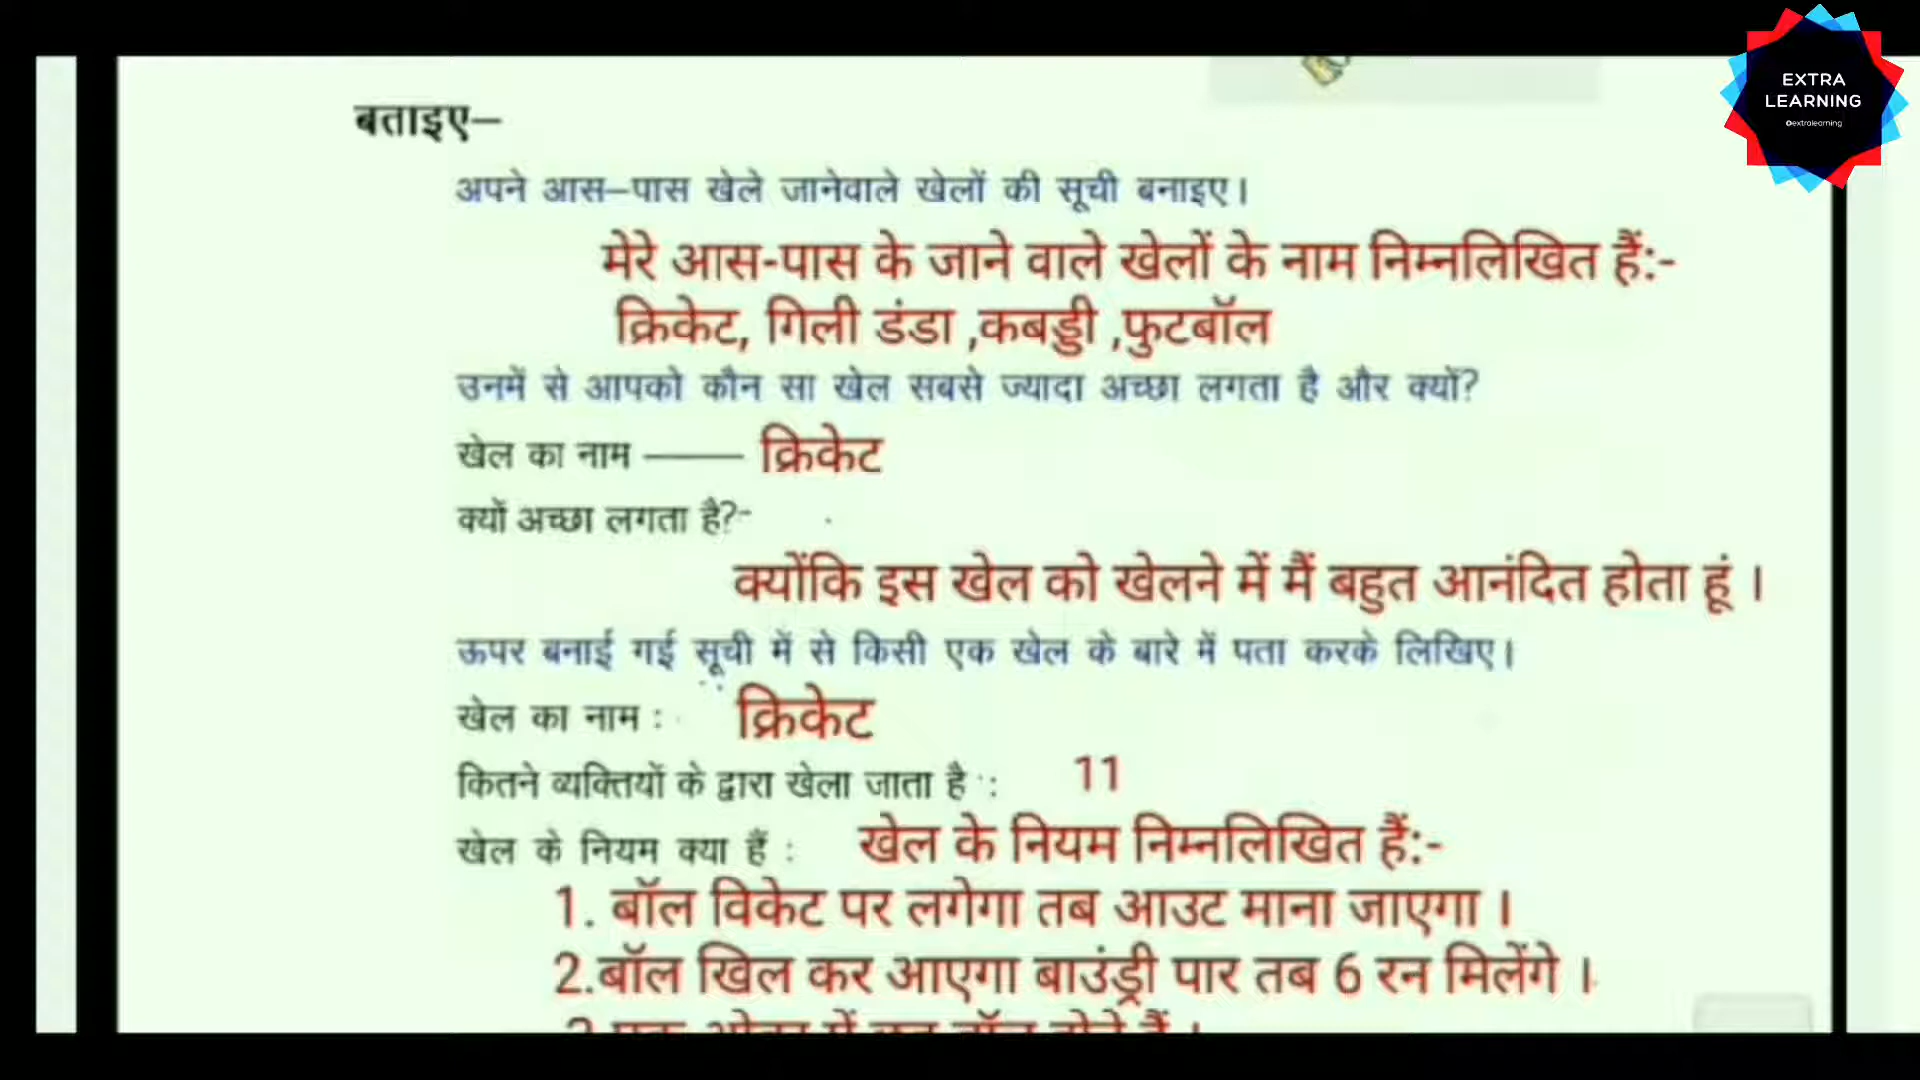 EXTRA
LEARNING
extralearning
बताइए–
अपने आस–पास खेले जानेवाले खेलों की सूची बनाइए।
मेरे आस-पास के जाने वाले खेलों के नाम निम्नलिखित हैं:-
क्रिकेट, गिली डंडा ,कबड्डी ,फुटबॉल
उनमें से आपको कौन सा खेल सबसे ज्यादा अच्छा लगता है और क्यों?
खेल का नाम —— क्रिकेट
क्यों अच्छा लगता है?-
क्योंकि इस खेल को खेलने में मैं बहुत आनंदित होता हूं ।
ऊपर बनाई गई सूची में से किसी एक खेल के बारे में पता करके लिखिए।
खेल का नाम : क्रिकेट
कितने व्यक्तियों के द्वारा खेला जाता है : 11
खेल के नियम क्या हैं : खेल के नियम निम्नलिखित हैं:-
1. बॉल विकेट पर लगेगा तब आउट माना जाएगा ।
2.बॉल खिल कर आएगा बाउंड्री पार तब 6 रन मिलेंगे ।